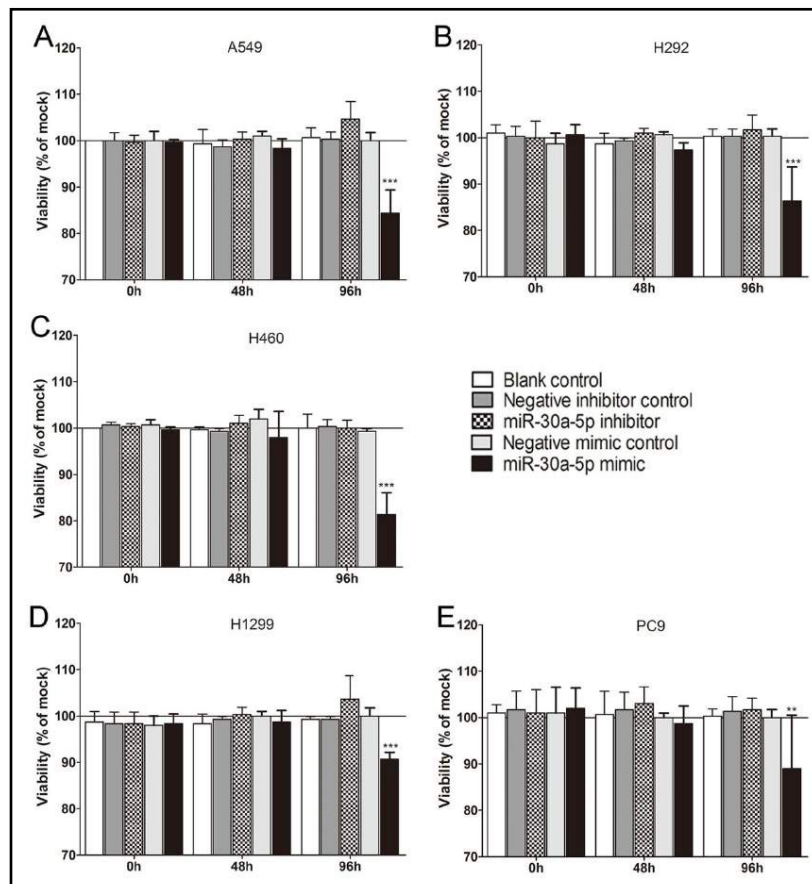 A
A549
Viability (% of mock)
120
110
100
90
80
70
***
0h
48h
96h
B
H292
Viability (% of mock)
120
110
100
90
80
70
***
0h
48h
96h
C
H460
Viability (% of mock)
120
110
100
90
80
70
***
0h
48h
96h
Blank control
Negative inhibitor control
miR-30a-5p inhibitor
Negative mimic control
miR-30a-5p mimic
D
H1299
Viability (% of mock)
120
110
100
90
80
70
***
0h
48h
96h
E
PC9
Viability (% of mock)
120
110
100
90
80
70
**
0h
48h
96h